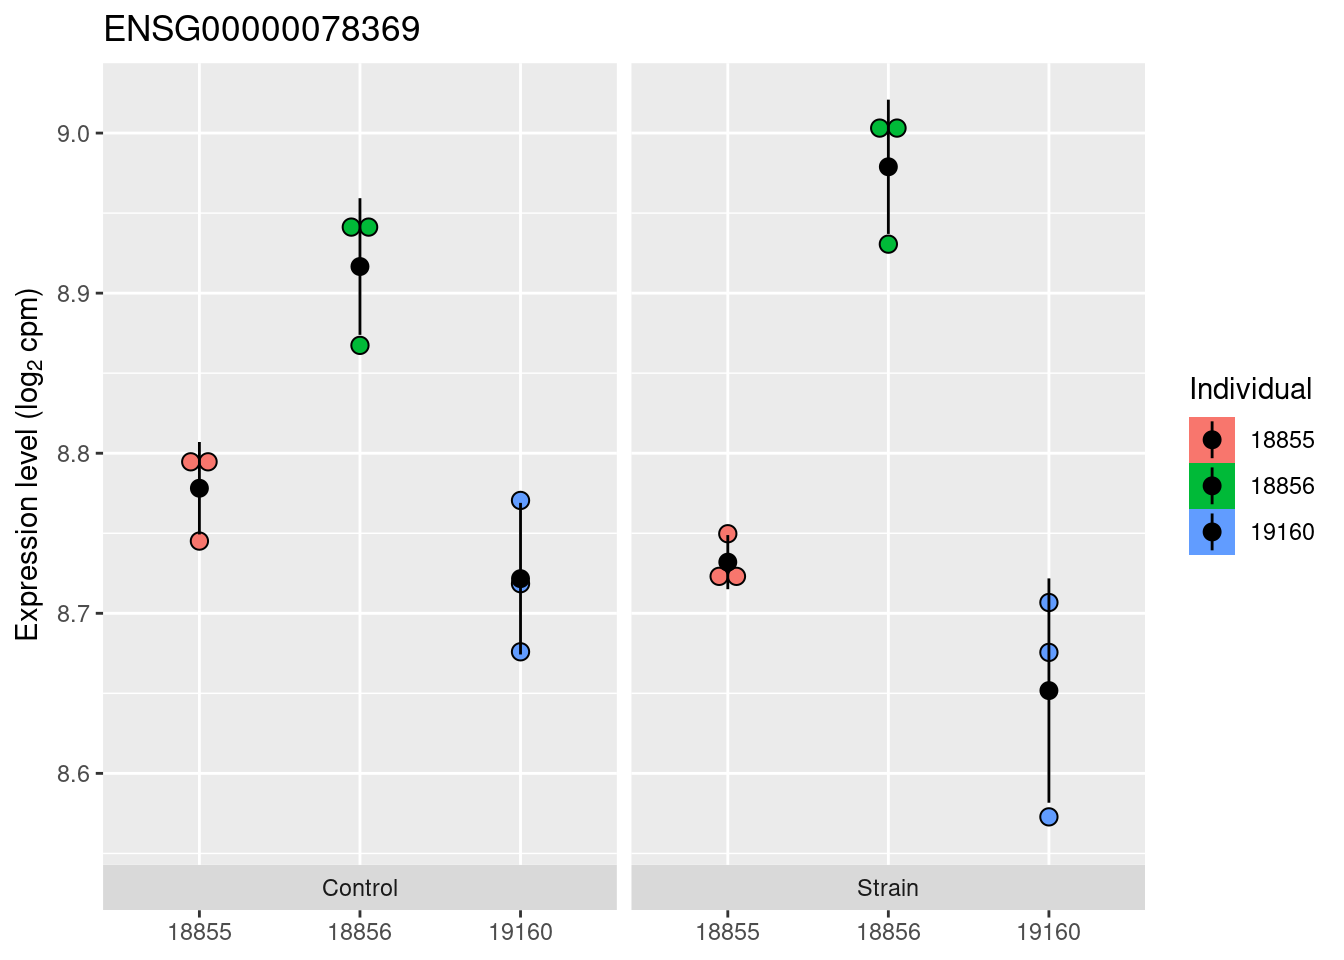 ENSG00000078369
Expression level (log₂ cpm)
9.0
8.9
8.8
8.7
8.6
Control
Strain
18855
18856
19160
18855
18856
19160
Individual
18855
18856
19160